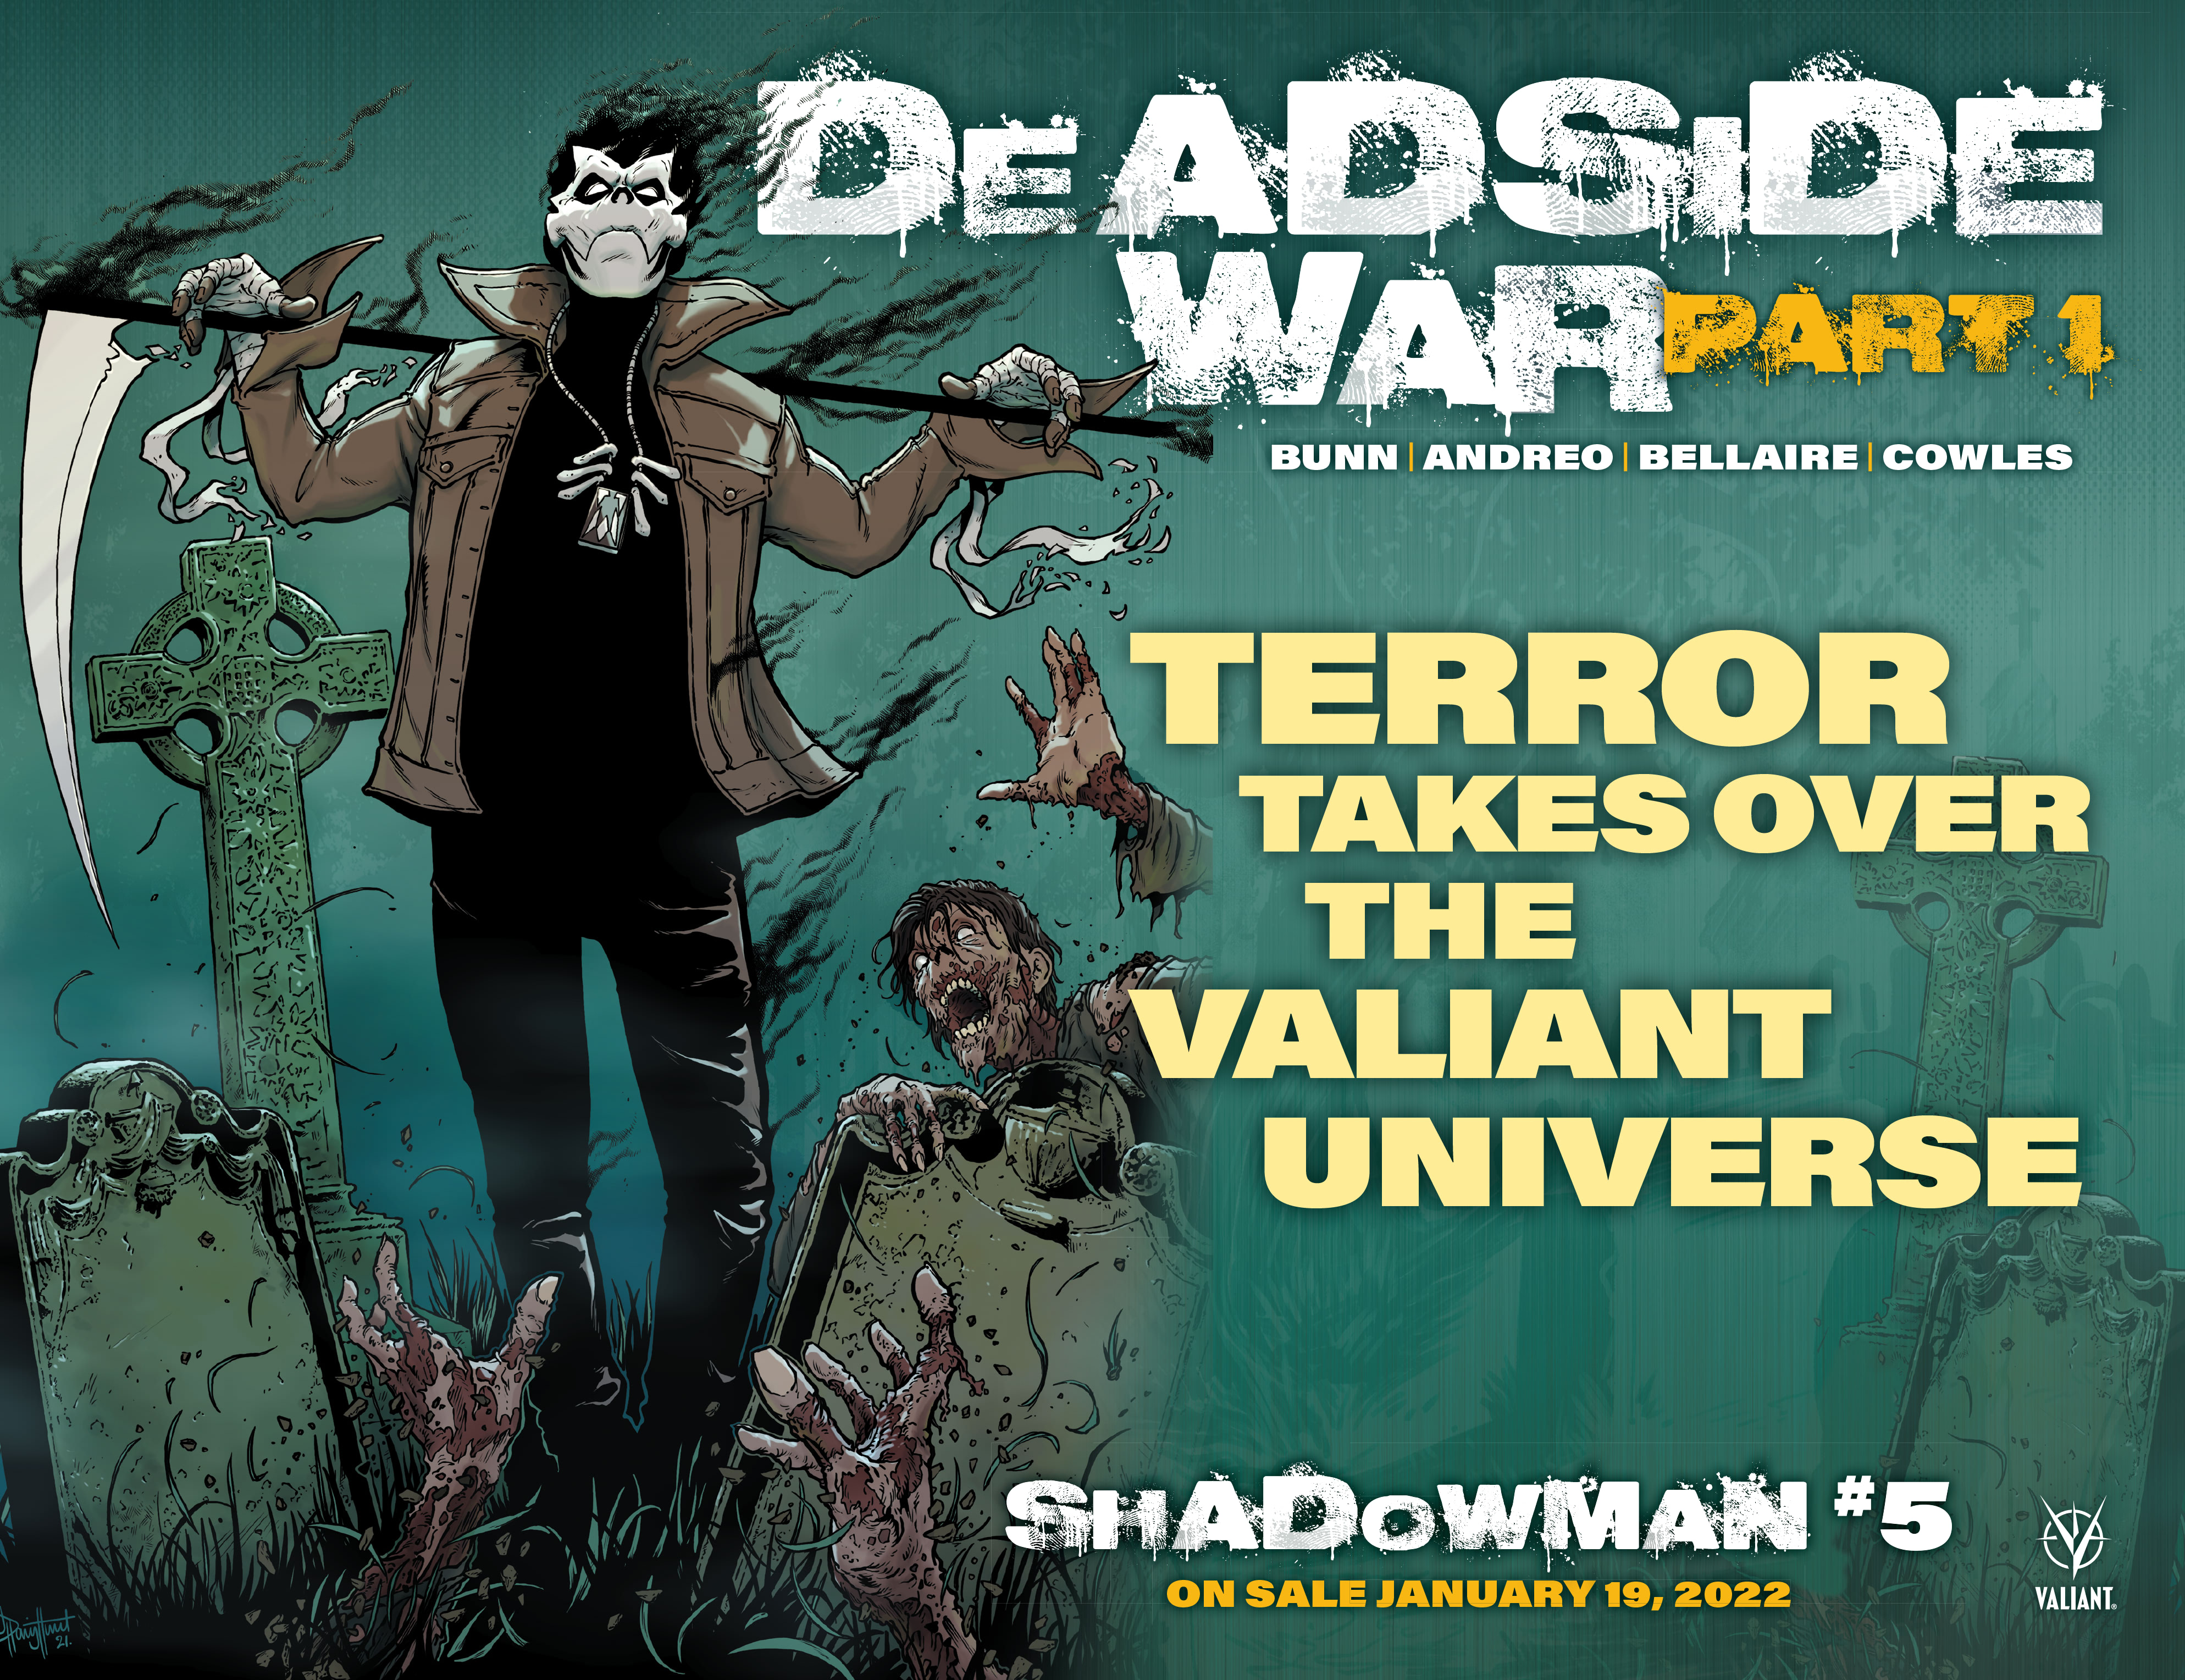 DEADSiDE
WAR PART 1
BUNN | ANDREO | BELLAIRE | COWLES
TERROR
TAKES OVER
THE
VALIANT
UNIVERSE
SHADOWMAN #5
ON SALE JANUARY 19, 2022
VALIANT®
21.